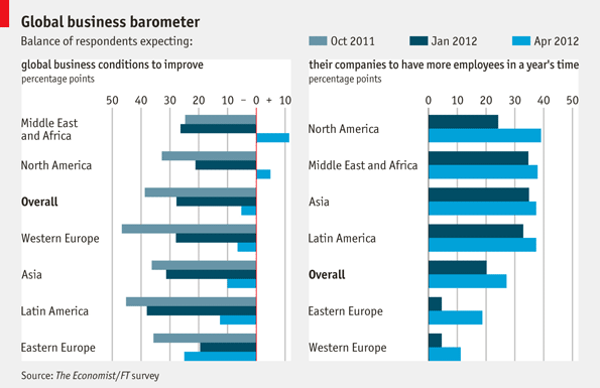 Global business barometer
Balance of respondents expecting:
Oct 2011 Jan 2012 Apr 2012
global business conditions to improve
percentage points
50 40 30 20 10 – 0 + 10
Middle East
and Africa
North America
Overall
Western Europe
Asia
Latin America
Eastern Europe
their companies to have more employees in a year's time
percentage points
0 10 20 30 40 50
North America
Middle East and Africa
Asia
Latin America
Overall
Eastern Europe
Western Europe
Source: The Economist/FT survey